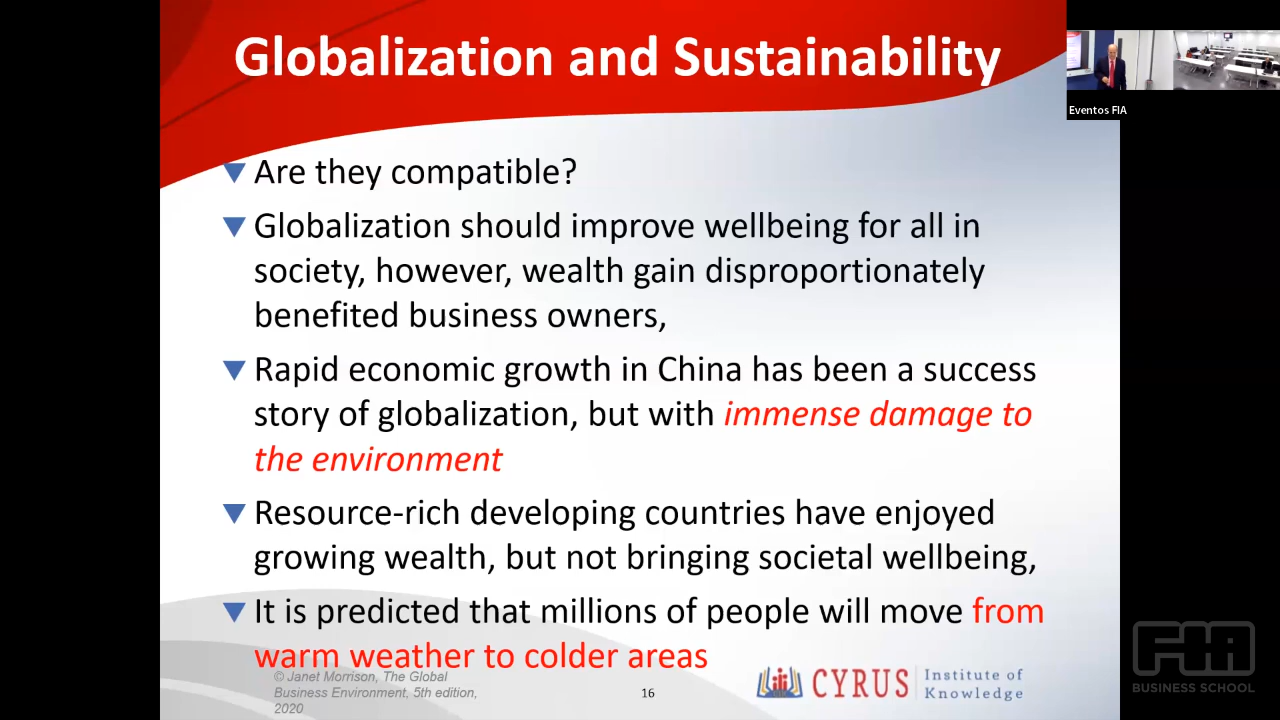 Globalization and Sustainability
Eventos FIA
Are they compatible?
Globalization should improve wellbeing for all in
society, however, wealth gain disproportionately
benefited business owners,
Rapid economic growth in China has been a success
story of globalization, but with immense damage to
the environment
Resource-rich developing countries have enjoyed
growing wealth, but not bringing societal wellbeing,
It is predicted that millions of people will move from
warm weather to colder areas
© Janet Morrison, The Global
Business Environment, 5th edition,
2020
16
CYRUS
Institute of
Knowledge
FIA
BUSINESS SCHOOL